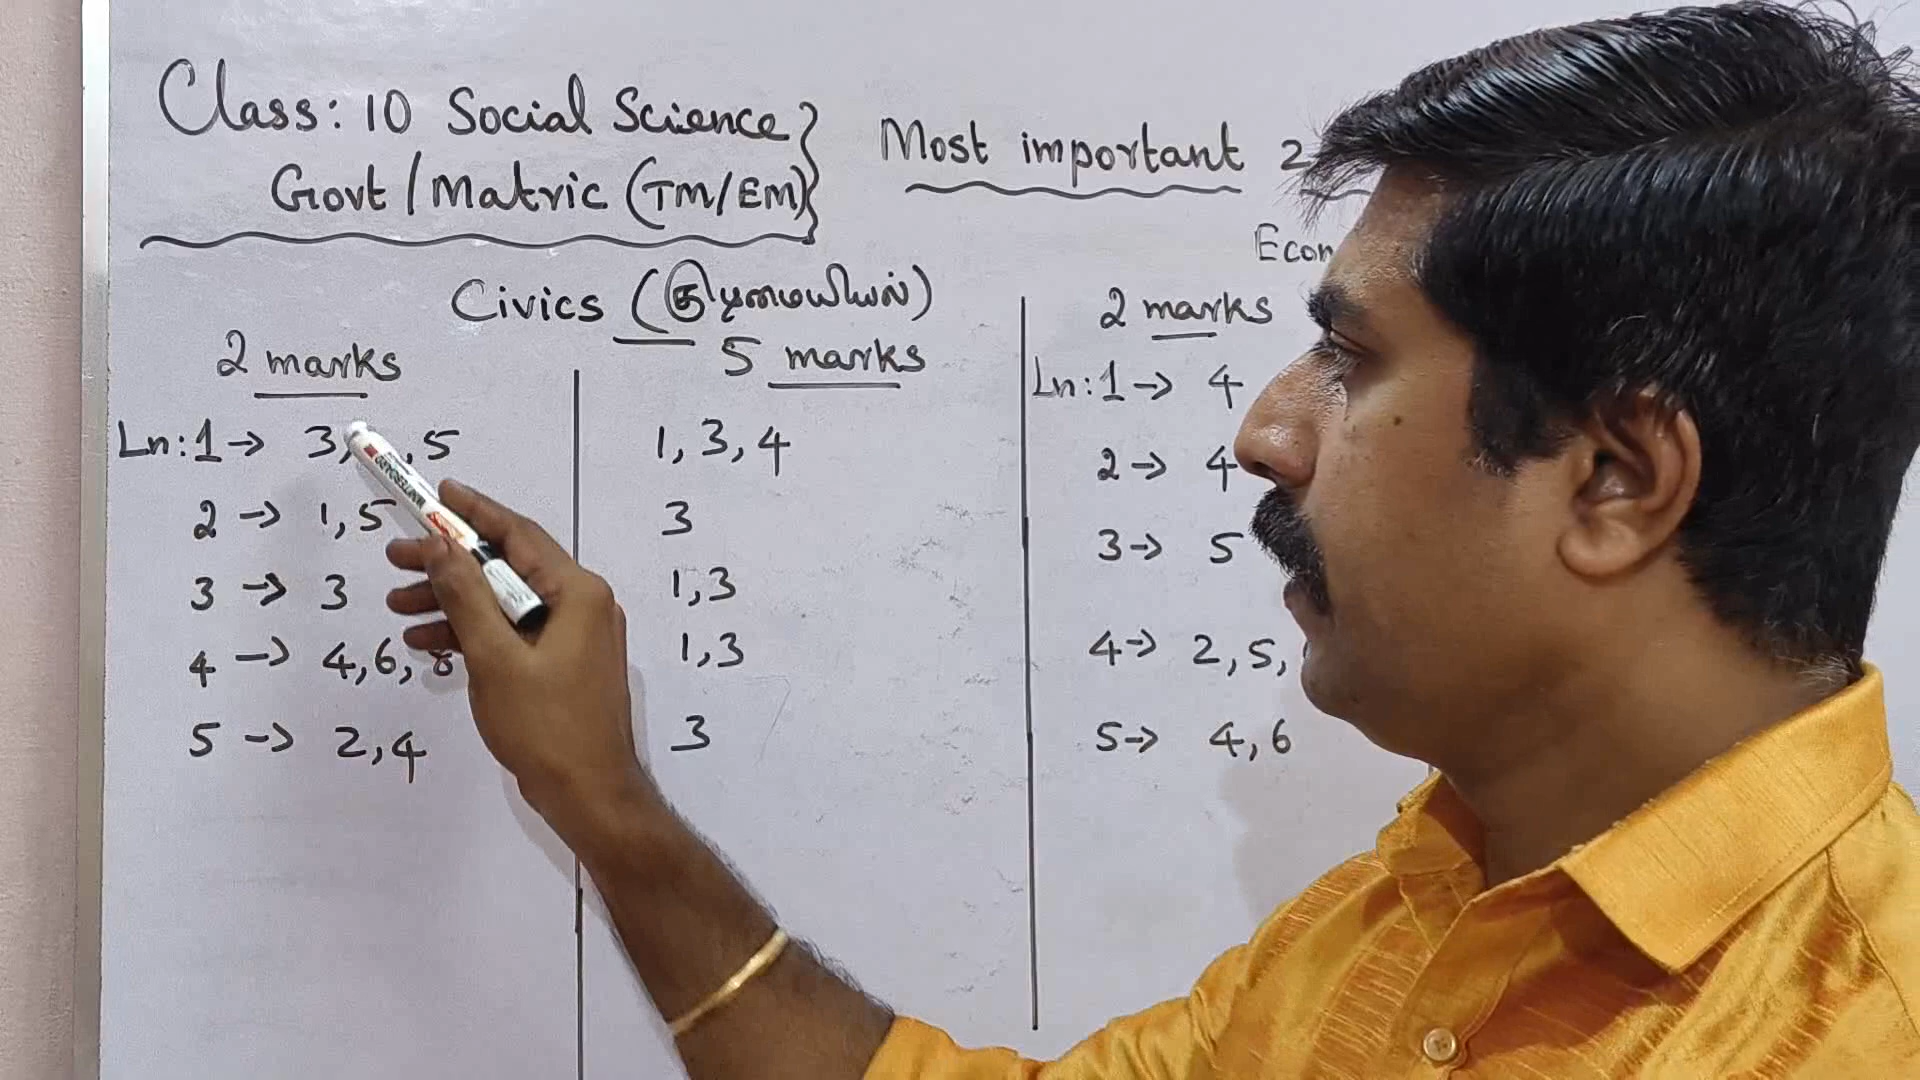 Class: 10 Social Science
Govt/Matric (TM/EM)
Most important 2
Civics (குடிமையியல்)
2 marks
5 marks
Ln: 1 → 3, , 5
1, 3, 4
2 → 1, 5
3
3 → 3
1, 3
4 → 4, 6, 8
1, 3
5 → 2, 4
3
2 marks
Ln: 1 → 4
2 → 4
3 → 5
4 → 2, 5,
5 → 4, 6